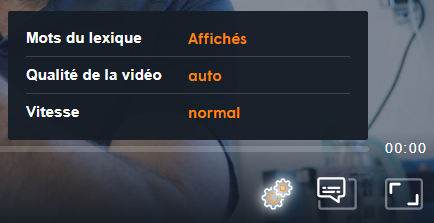 Mots du lexique Affichés
Qualité de la vidéo auto
Vitesse normal
00:00